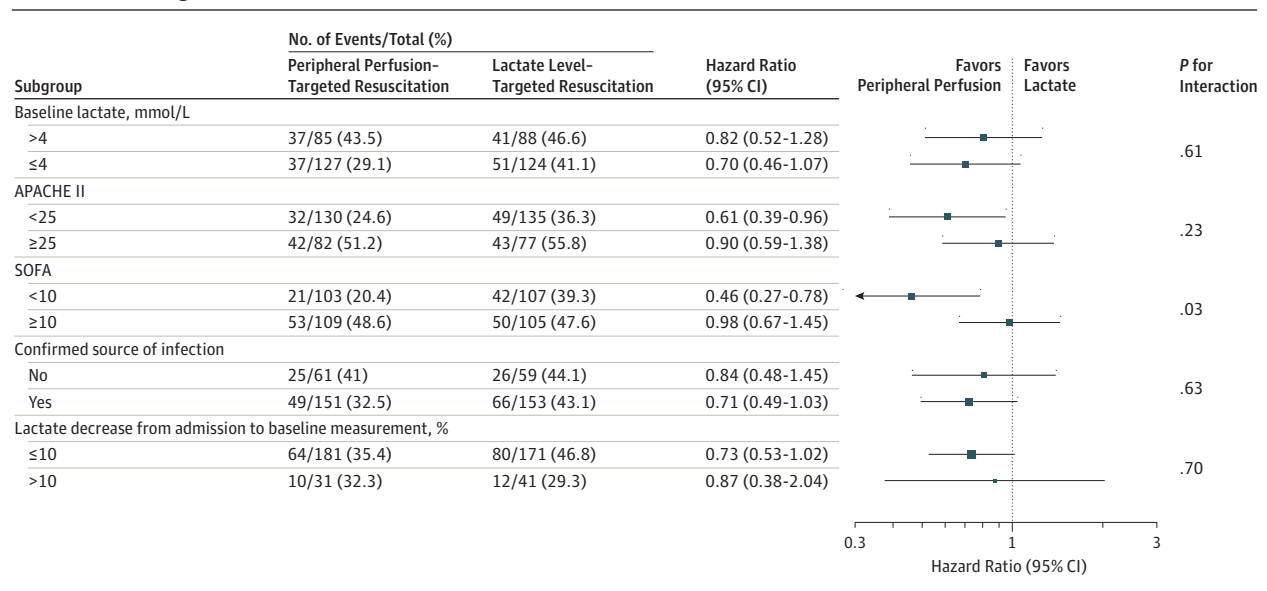 No. of Events/Total (%)
Subgroup Peripheral Perfusion–Targeted Resuscitation Lactate Level–Targeted Resuscitation Hazard Ratio (95% CI) Favors Peripheral Perfusion Favors Lactate P for Interaction
Baseline lactate, mmol/L
>4 37/85 (43.5) 41/88 (46.6) 0.82 (0.52-1.28)
≤4 37/127 (29.1) 51/124 (41.1) 0.70 (0.46-1.07)
.61
APACHE II
<25 32/130 (24.6) 49/135 (36.3) 0.61 (0.39-0.96)
≥25 42/82 (51.2) 43/77 (55.8) 0.90 (0.59-1.38)
.23
SOFA
<10 21/103 (20.4) 42/107 (39.3) 0.46 (0.27-0.78)
≥10 53/109 (48.6) 50/105 (47.6) 0.98 (0.67-1.45)
.03
Confirmed source of infection
No 25/61 (41) 26/59 (44.1) 0.84 (0.48-1.45)
Yes 49/151 (32.5) 66/153 (43.1) 0.71 (0.49-1.03)
.63
Lactate decrease from admission to baseline measurement, %
≤10 64/181 (35.4) 80/171 (46.8) 0.73 (0.53-1.02)
>10 10/31 (32.3) 12/41 (29.3) 0.87 (0.38-2.04)
.70
0.3 1 3
Hazard Ratio (95% CI)